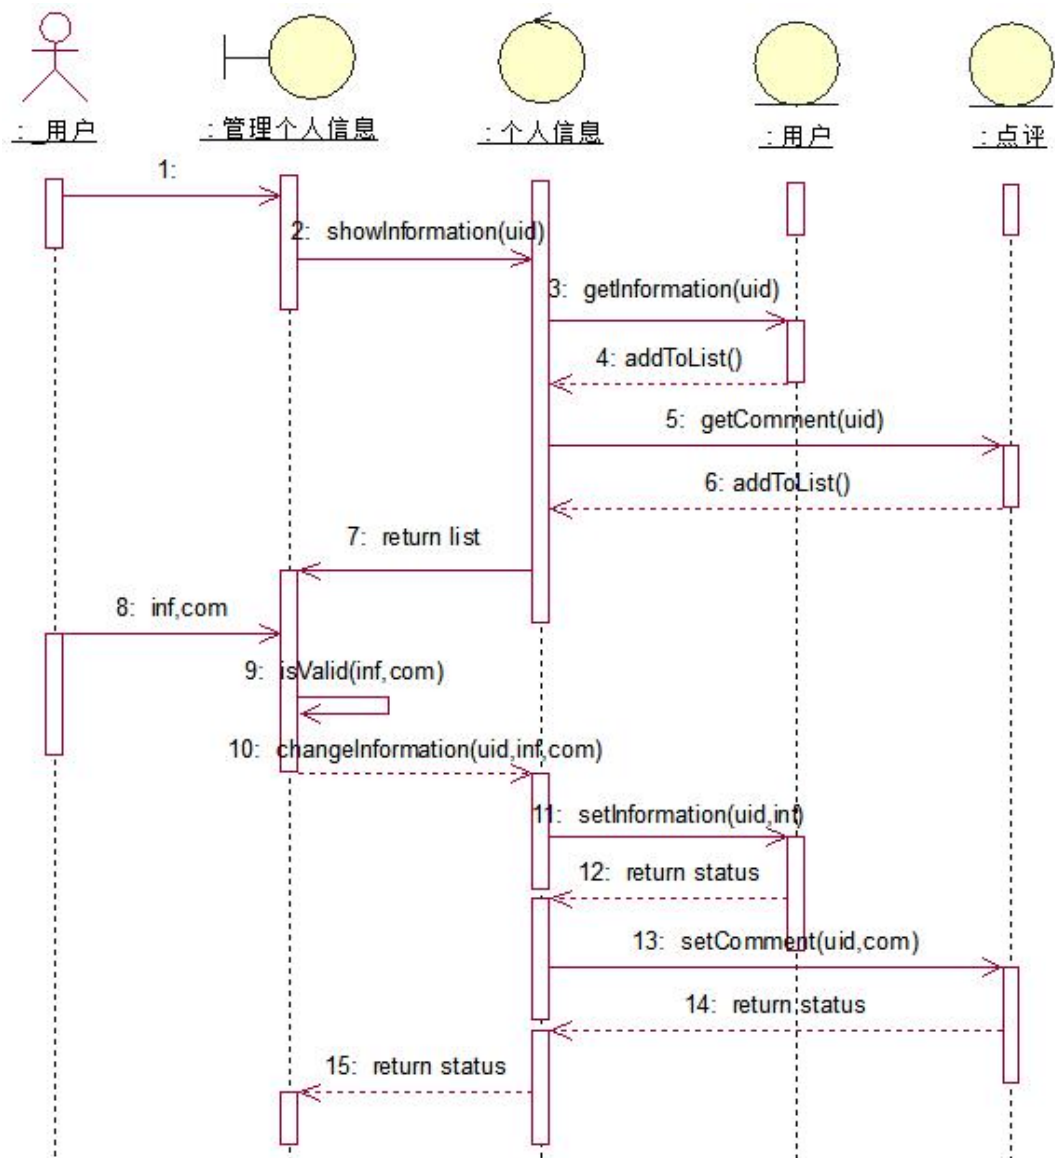 : _用户
: 管理个人信息
: 个人信息
: 用户
: 点评
1:
2: showInformation(uid)
3: getInformation(uid)
4: addToList()
5: getComment(uid)
6: addToList()
7: return list
8: inf,com
9: isValid(inf,com)
10: changeInformation(uid,inf,com)
11: setInformation(uid,int)
12: return status
13: setComment(uid,com)
14: return status
15: return status